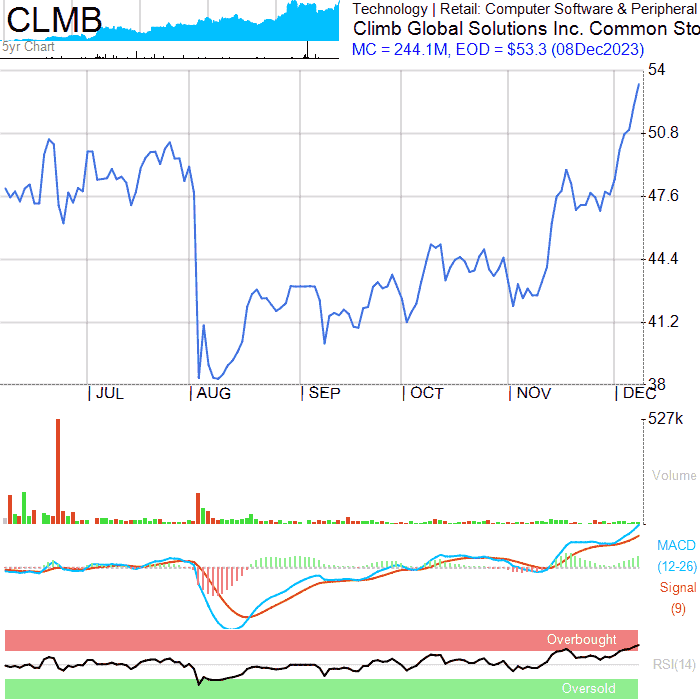 CLMB
5yr Chart
Technology | Retail: Computer Software & Peripheral
Climb Global Solutions Inc. Common Sto
MC = 244.1M, EOD = $53.3 (08Dec2023)
54
50.8
47.6
44.4
41.2
38
JUL
AUG
SEP
OCT
NOV
DEC
527k
Volume
MACD
(12-26)
Signal
(9)
Overbought
RSI(14)
Oversold